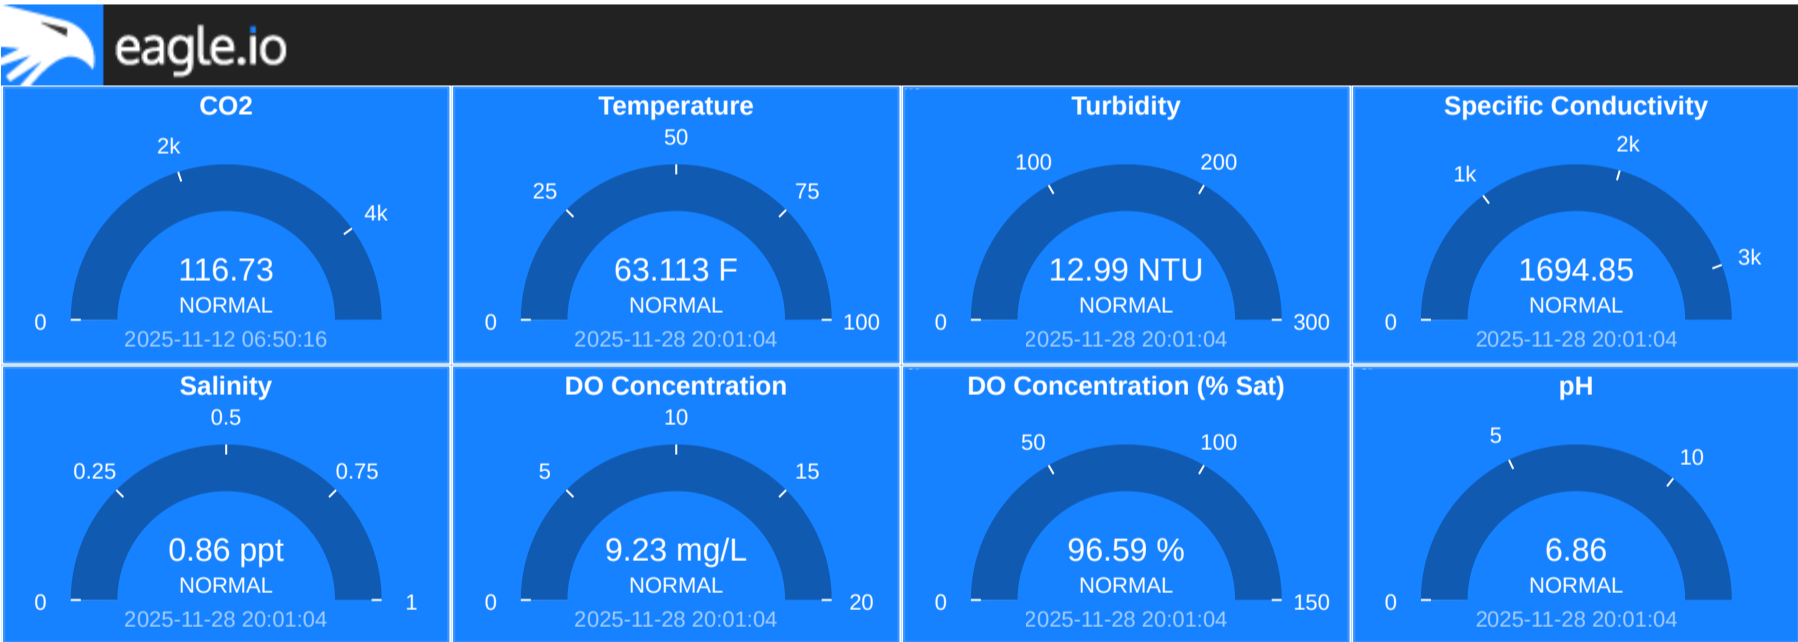 eagle.io
CO2
2k
4k
0
116.73
NORMAL
2025-11-12 06:50:16
Temperature
50
25
75
0
100
63.113 F
NORMAL
2025-11-28 20:01:04
Turbidity
100
200
0
300
12.99 NTU
NORMAL
2025-11-28 20:01:04
Specific Conductivity
2k
1k
3k
0
1694.85
NORMAL
2025-11-28 20:01:04
Salinity
0.5
0.25
0.75
0
1
0.86 ppt
NORMAL
2025-11-28 20:01:04
DO Concentration
10
5
15
0
20
9.23 mg/L
NORMAL
2025-11-28 20:01:04
DO Concentration (% Sat)
50
100
0
150
96.59 %
NORMAL
2025-11-28 20:01:04
pH
5
10
0
6.86
NORMAL
2025-11-28 20:01:04